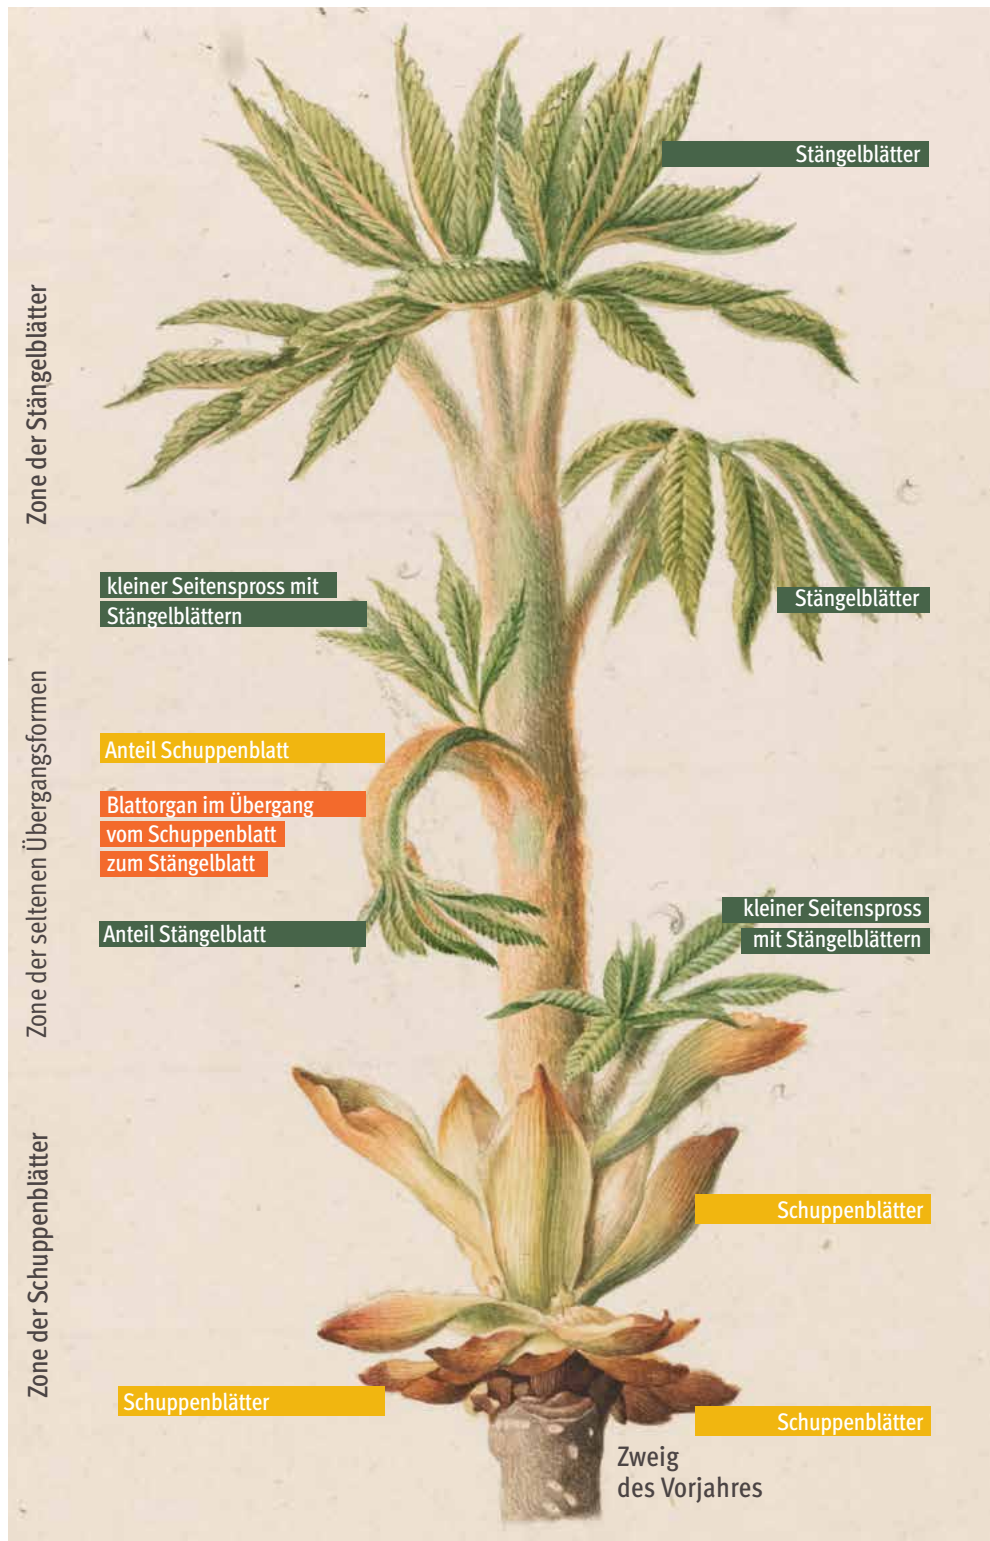 Stängelblätter
Zone der Stängelblätter
kleiner Seitenspross mit
Stängelblättern
Stängelblätter
Zone der seltenen Übergangsformen
Anteil Schuppenblatt
Blattorgan im Übergang
vom Schuppenblatt
zum Stängelblatt
Anteil Stängelblatt
kleiner Seitenspross
mit Stängelblättern
Zone der Schuppenblätter
Schuppenblätter
Schuppenblätter
Schuppenblätter
Zweig
des Vorjahres